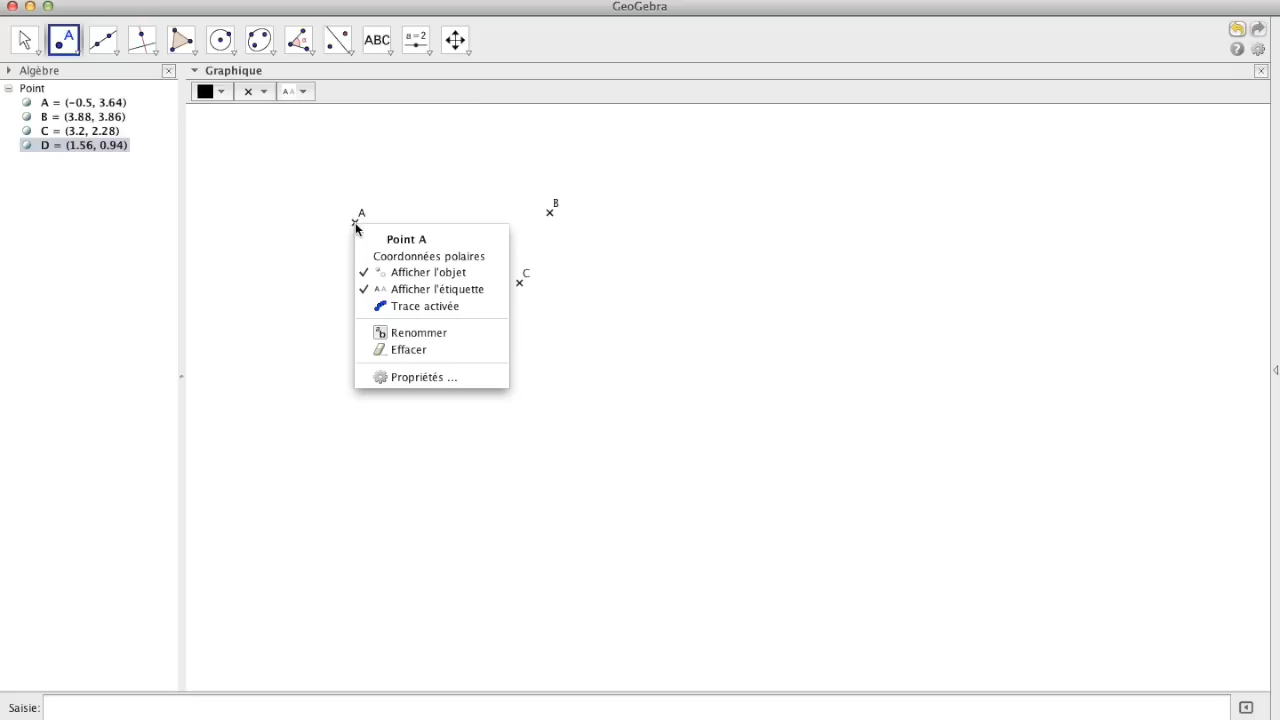 GeoGebra
A
ABC
a=2
Algèbre
Graphique
Point
A = (-0.5, 3.64)
B = (3.88, 3.86)
C = (3.2, 2.28)
D = (1.56, 0.94)
A A
A
B
C
Point A
Coordonnées polaires
Afficher l'objet
A A Afficher l'étiquette
Trace activée
ab Renommer
Effacer
Propriétés ...
Saisie: